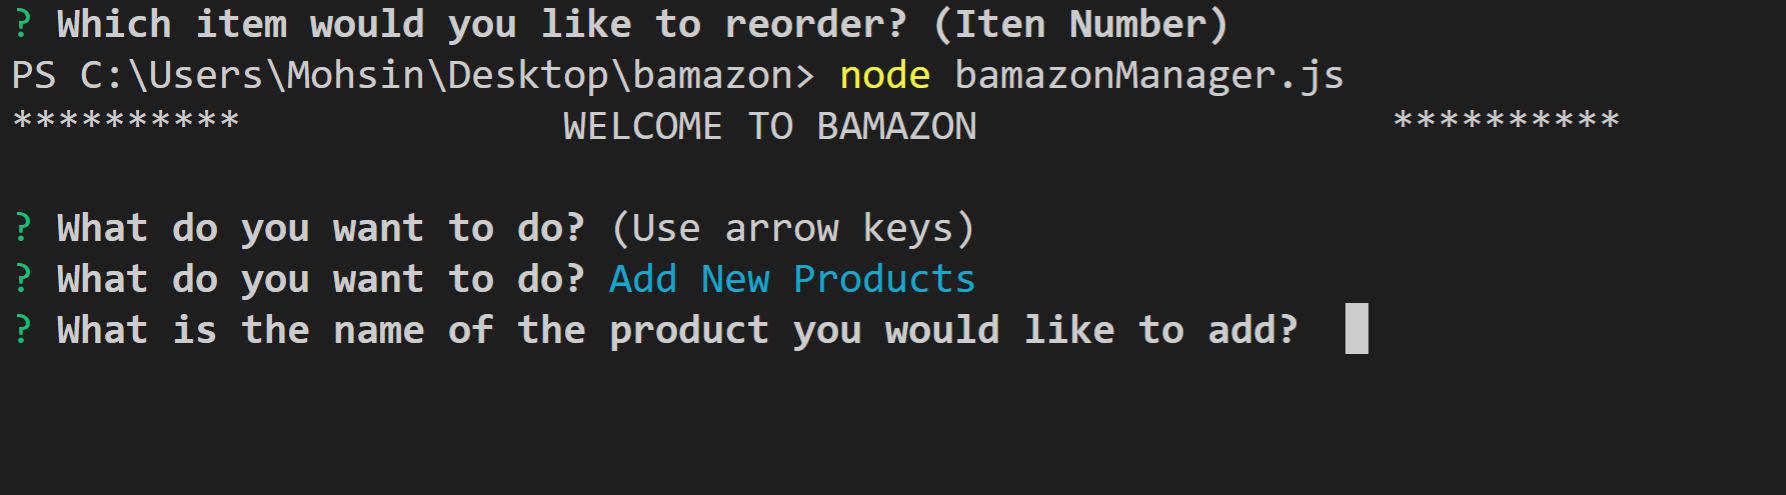 ? Which item would you like to reorder? (Iten Number)
PS C:\Users\Mohsin\Desktop\bamazon> node bamazonManager.js
********** WELCOME TO BAMAZON **********
? What do you want to do? (Use arrow keys)
? What do you want to do? Add New Products
? What is the name of the product you would like to add?